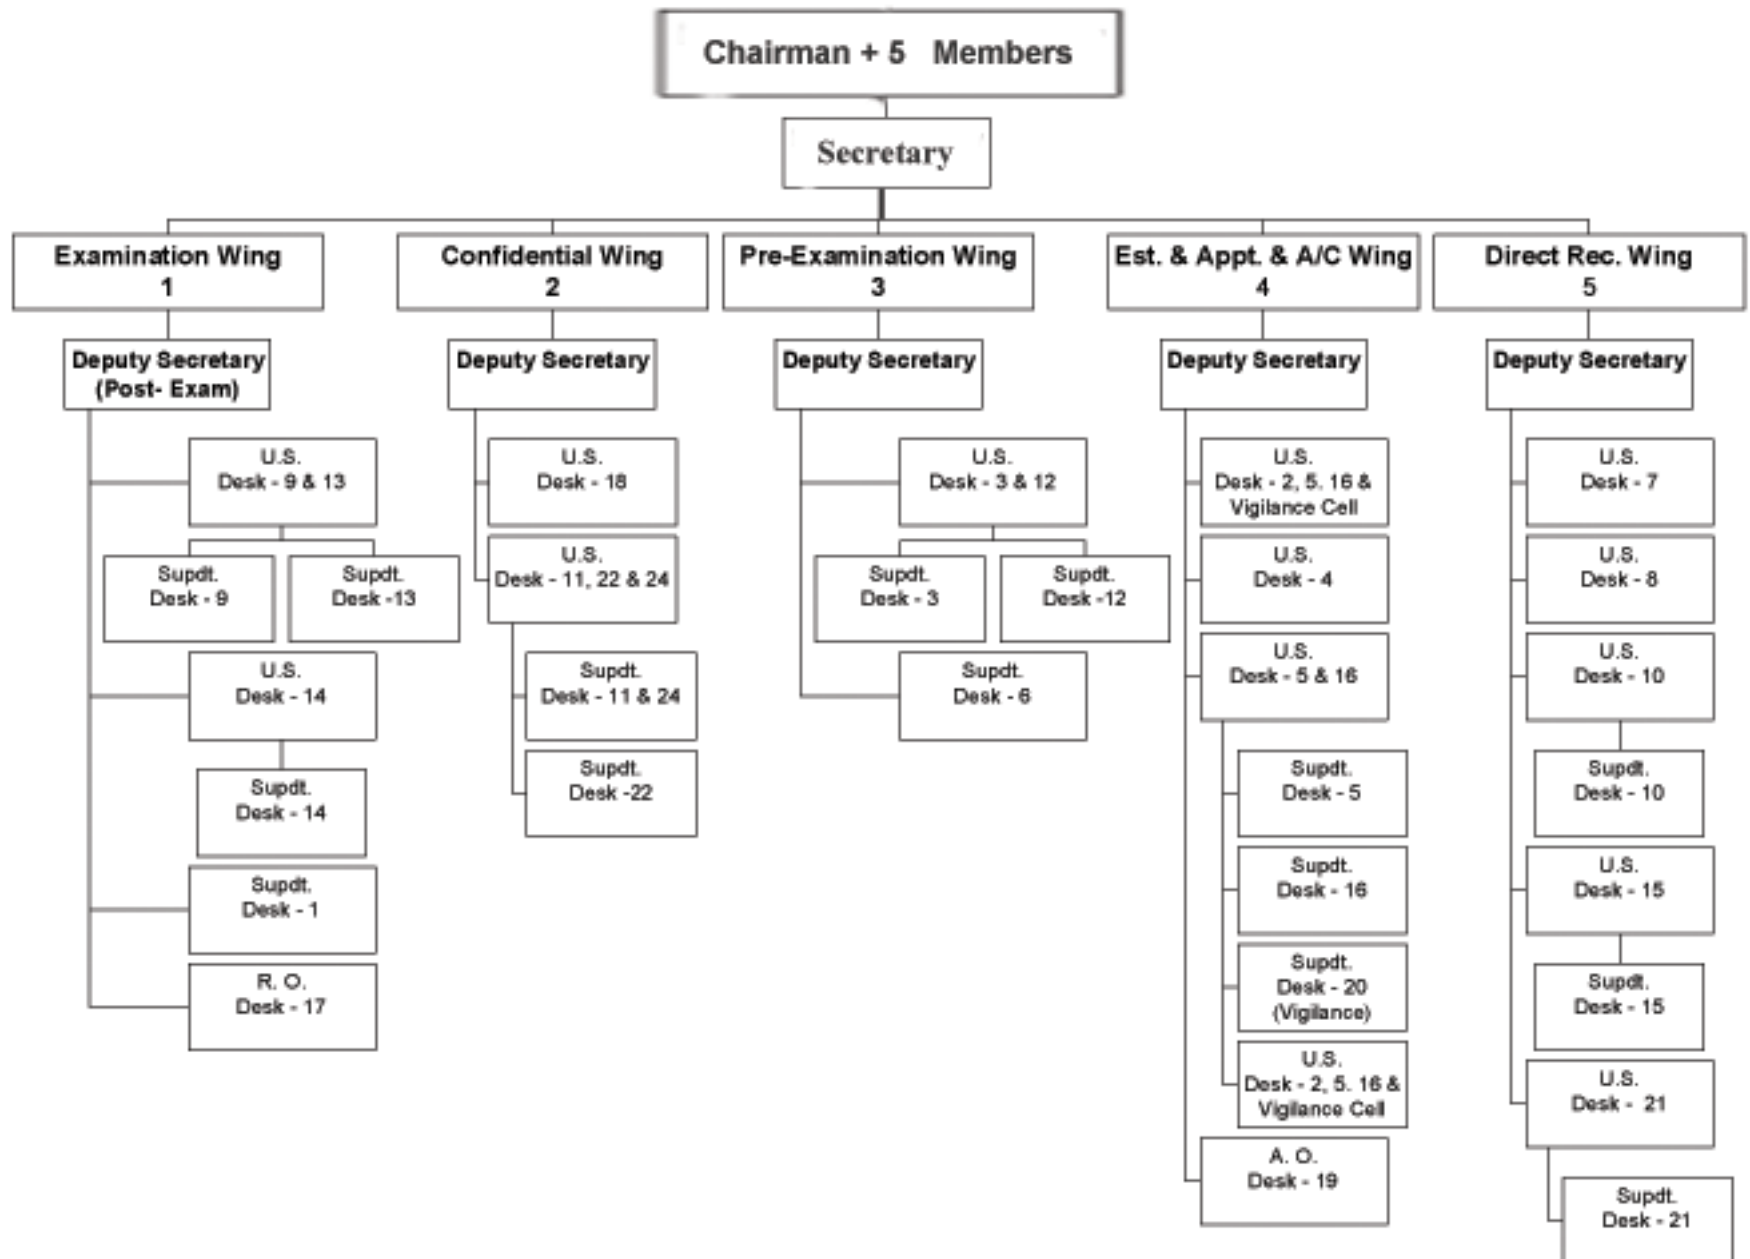 Chairman + 5 Members
Secretary
Examination Wing
1
Confidential Wing
2
Pre-Examination Wing
3
Est. & Appt. & A/C Wing
4
Direct Rec. Wing
5
Deputy Secretary
(Post- Exam)
Deputy Secretary
Deputy Secretary
Deputy Secretary
Deputy Secretary
U.S.
Desk - 9 & 13
Supdt.
Desk - 9
Supdt.
Desk -13
U.S.
Desk - 14
Supdt.
Desk - 14
Supdt.
Desk - 1
R. O.
Desk - 17
U.S.
Desk - 18
U.S.
Desk - 11, 22 & 24
Supdt.
Desk - 11 & 24
Supdt.
Desk -22
U.S.
Desk - 3 & 12
Supdt.
Desk - 3
Supdt.
Desk -12
Supdt.
Desk - 6
U.S.
Desk - 2, 5. 16 &
Vigilance Cell
U.S.
Desk - 4
U.S.
Desk - 5 & 16
Supdt.
Desk - 5
Supdt.
Desk - 16
Supdt.
Desk - 20
(Vigilance)
U.S.
Desk - 2, 5. 16 &
Vigilance Cell
A. O.
Desk - 19
U.S.
Desk - 7
U.S.
Desk - 8
U.S.
Desk - 10
Supdt.
Desk - 10
U.S.
Desk - 15
Supdt.
Desk - 15
U.S.
Desk - 21
Supdt.
Desk - 21